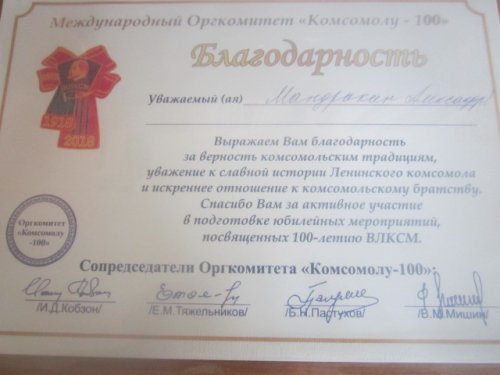 Международный Оргкомитет «Комсомолу - 100»
Благодарность
ВЛКСМ
1918
2018
Уважаемый (ая)
Выражаем Вам благодарность
за верность комсомольским традициям,
уважение к славной истории Ленинского комсомола
и искреннее отношение к комсомольскому братству.
Спасибо Вам за активное участие
в подготовке юбилейных мероприятий,
посвященных 100-летию ВЛКСМ.
Оргкомитет
«Комсомолу
-100»
Сопредседатели Оргкомитета «Комсомолу-100»:
/И.Д.Кобзон/
/Е.М.Тяжельников/
/Б.Н.Пастухов/
/В.М.Мишин/